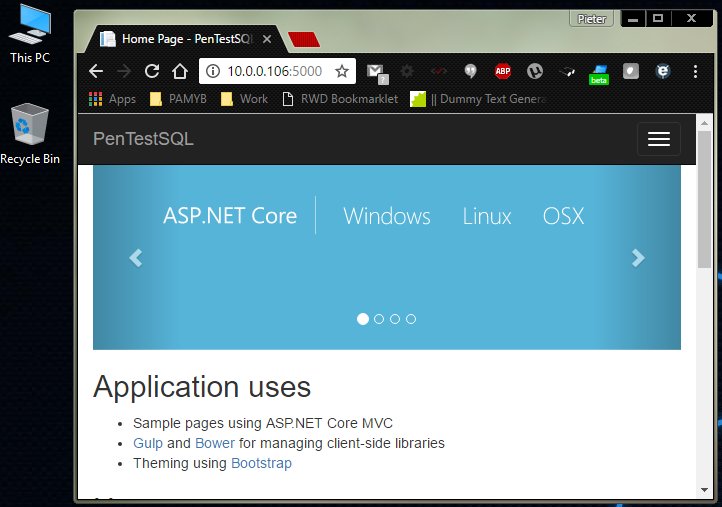 This PC
Recycle Bin
Pieter
Home Page - PenTestSQL
10.0.0.106:5000
ABP
beta
Apps
PAMYB
Work
RWD Bookmarklet
|| Dummy Text Genera
PenTestSQL
ASP.NET Core
Windows
Linux
OSX
Application uses
Sample pages using ASP.NET Core MVC
Gulp and Bower for managing client-side libraries
Theming using Bootstrap